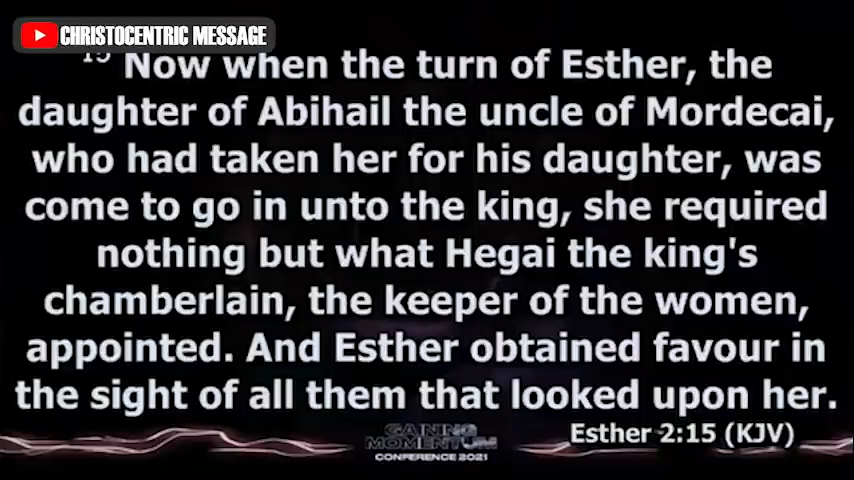 CHRISTOCENTRIC MESSAGE
15 Now when the turn of Esther, the
daughter of Abihail the uncle of Mordecai,
who had taken her for his daughter, was
come to go in unto the king, she required
nothing but what Hegai the king's
chamberlain, the keeper of the women,
appointed. And Esther obtained favour in
the sight of all them that looked upon her.
Esther 2:15 (KJV)
GAINING
MOMENTUM
CONFERENCE 2021